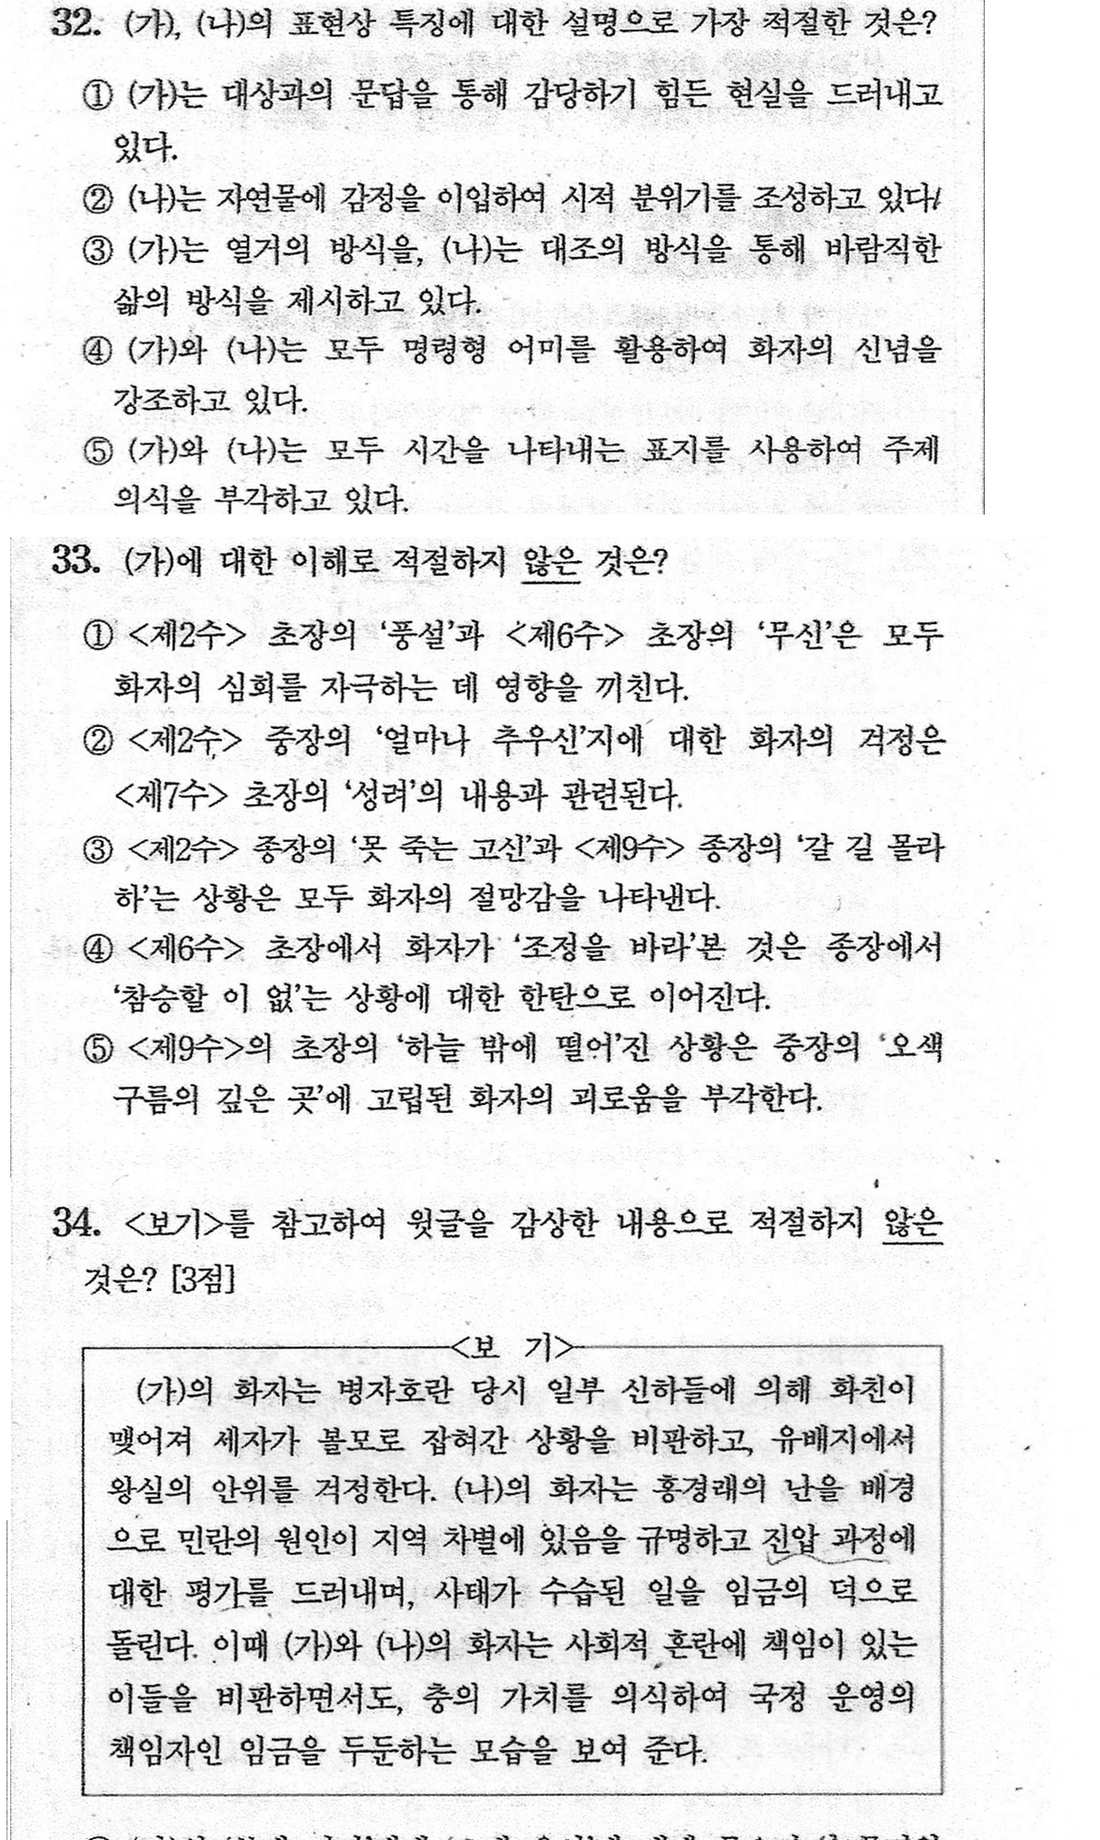 32. (가), (나)의 표현상 특징에 대한 설명으로 가장 적절한 것은?
① (가)는 대상과의 문답을 통해 감당하기 힘든 현실을 드러내고
있다.
② (나)는 자연물에 감정을 이입하여 시적 분위기를 조성하고 있다.
③ (가)는 열거의 방식을, (나)는 대조의 방식을 통해 바람직한
삶의 방식을 제시하고 있다.
④ (가)와 (나)는 모두 명령형 어미를 활용하여 화자의 신념을
강조하고 있다.
⑤ (가)와 (나)는 모두 시간을 나타내는 표지를 사용하여 주제
의식을 부각하고 있다.
33. (가)에 대한 이해로 적절하지 않은 것은?
① <제2수> 초장의 ‘풍설’과 <제6수> 초장의 ‘무신’은 모두
화자의 심회를 자극하는 데 영향을 끼친다.
② <제2수> 중장의 ‘얼마나 추우신’지에 대한 화자의 걱정은
<제7수> 초장의 ‘성려’의 내용과 관련된다.
③ <제2수> 종장의 ‘못 죽는 고신’과 <제9수> 종장의 ‘갈 길 몰라
하’는 상황은 모두 화자의 절망감을 나타낸다.
④ <제6수> 초장에서 화자가 ‘조정을 바라’본 것은 종장에서
‘참승할 이 없’는 상황에 대한 한탄으로 이어진다.
⑤ <제9수>의 초장의 ‘하늘 밖에 떨어’진 상황은 중장의 ‘오색
구름의 깊은 곳’에 고립된 화자의 괴로움을 부각한다.
34. <보기>를 참고하여 윗글을 감상한 내용으로 적절하지 않은
것은? [3점]
<보 기>
(가)의 화자는 병자호란 당시 일부 신하들에 의해 화친이
맺어져 세자가 볼모로 잡혀간 상황을 비판하고, 유배지에서
왕실의 안위를 걱정한다. (나)의 화자는 홍경래의 난을 배경
으로 민란의 원인이 지역 차별에 있음을 규명하고 진압 과정에
대한 평가를 드러내며, 사태가 수습된 일을 임금의 덕으로
돌린다. 이때 (가)와 (나)의 화자는 사회적 혼란에 책임이 있는
이들을 비판하면서도, 충의 가치를 의식하여 국정 운영의
책임자인 임금을 두둔하는 모습을 보여 준다.